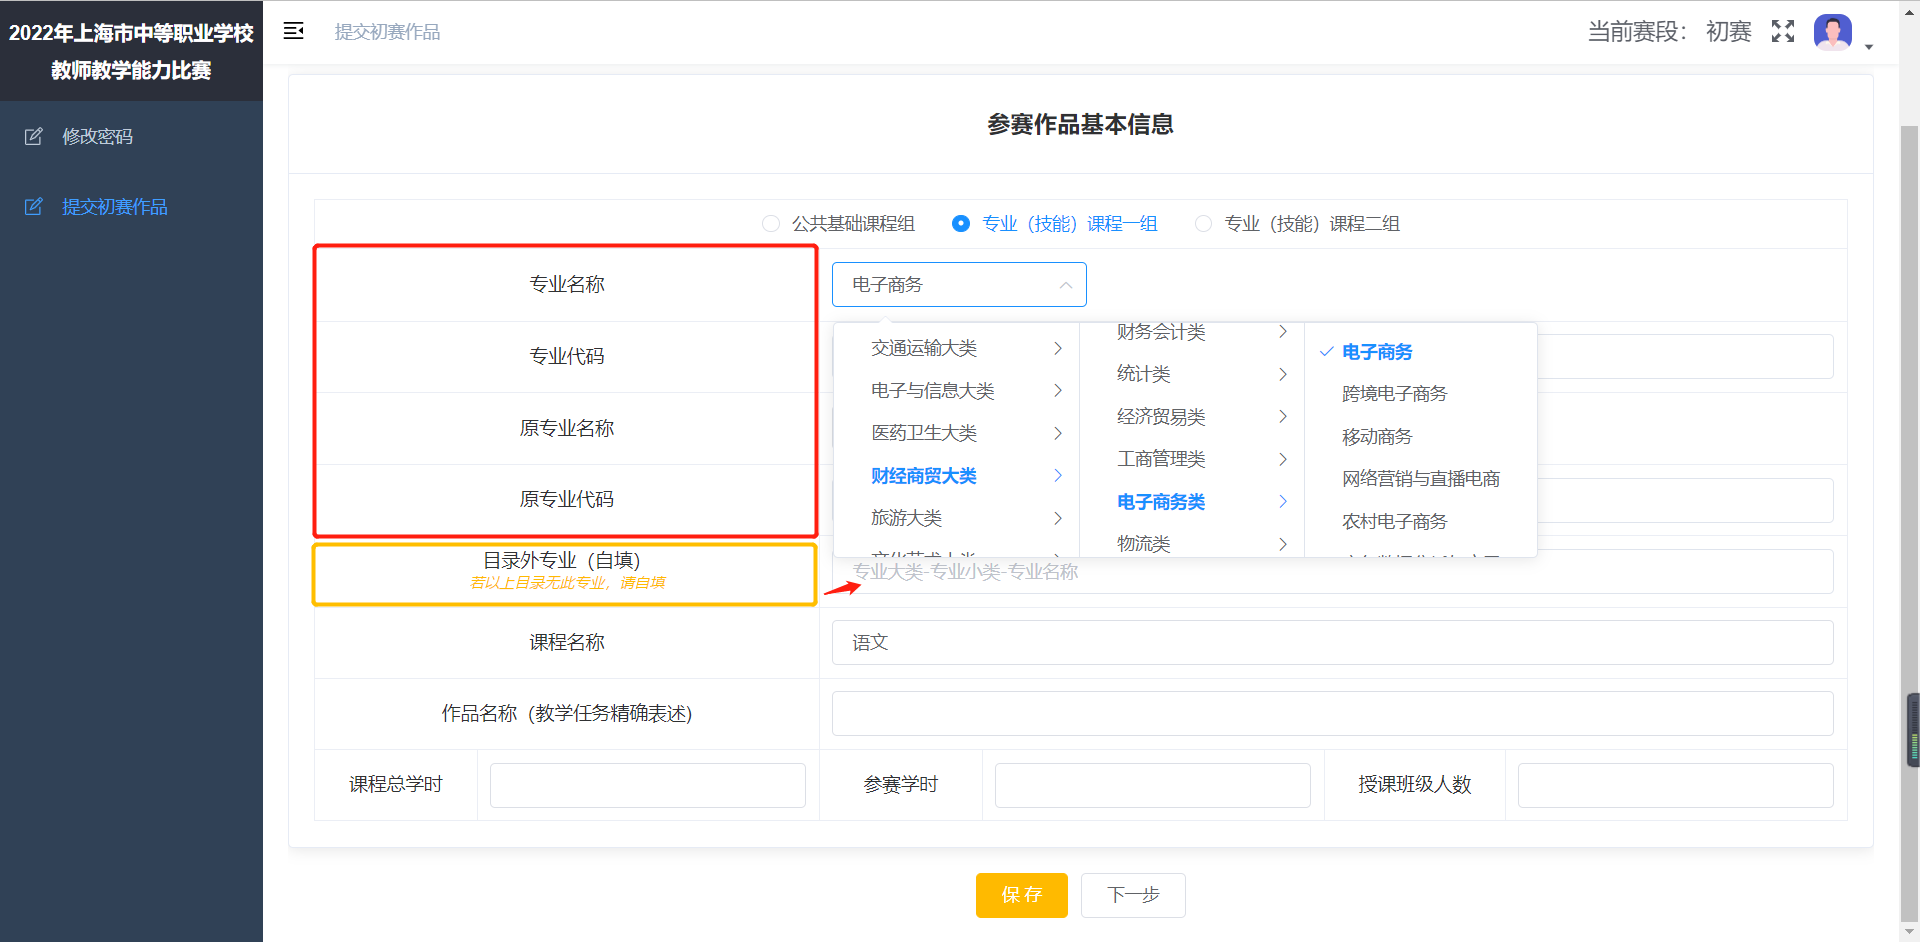 2022年上海市中等职业学校
教师教学能力比赛
修改密码
提交初赛作品
提交初赛作品
当前赛段： 初赛
参赛作品基本信息
公共基础课程组 专业（技能）课程一组 专业（技能）课程二组
专业名称 电子商务
专业代码
原专业名称
原专业代码
交通运输大类
电子与信息大类
医药卫生大类
财经商贸大类
旅游大类
财务会计类
统计类
经济贸易类
工商管理类
电子商务类
物流类
电子商务
跨境电子商务
移动商务
网络营销与直播电商
农村电子商务
目录外专业（自填）
若以上目录无此专业，请自填
专业大类-专业小类-专业名称
课程名称 语文
作品名称（教学任务精确表述）
课程总学时 参赛学时 授课班级人数
保存 下一步